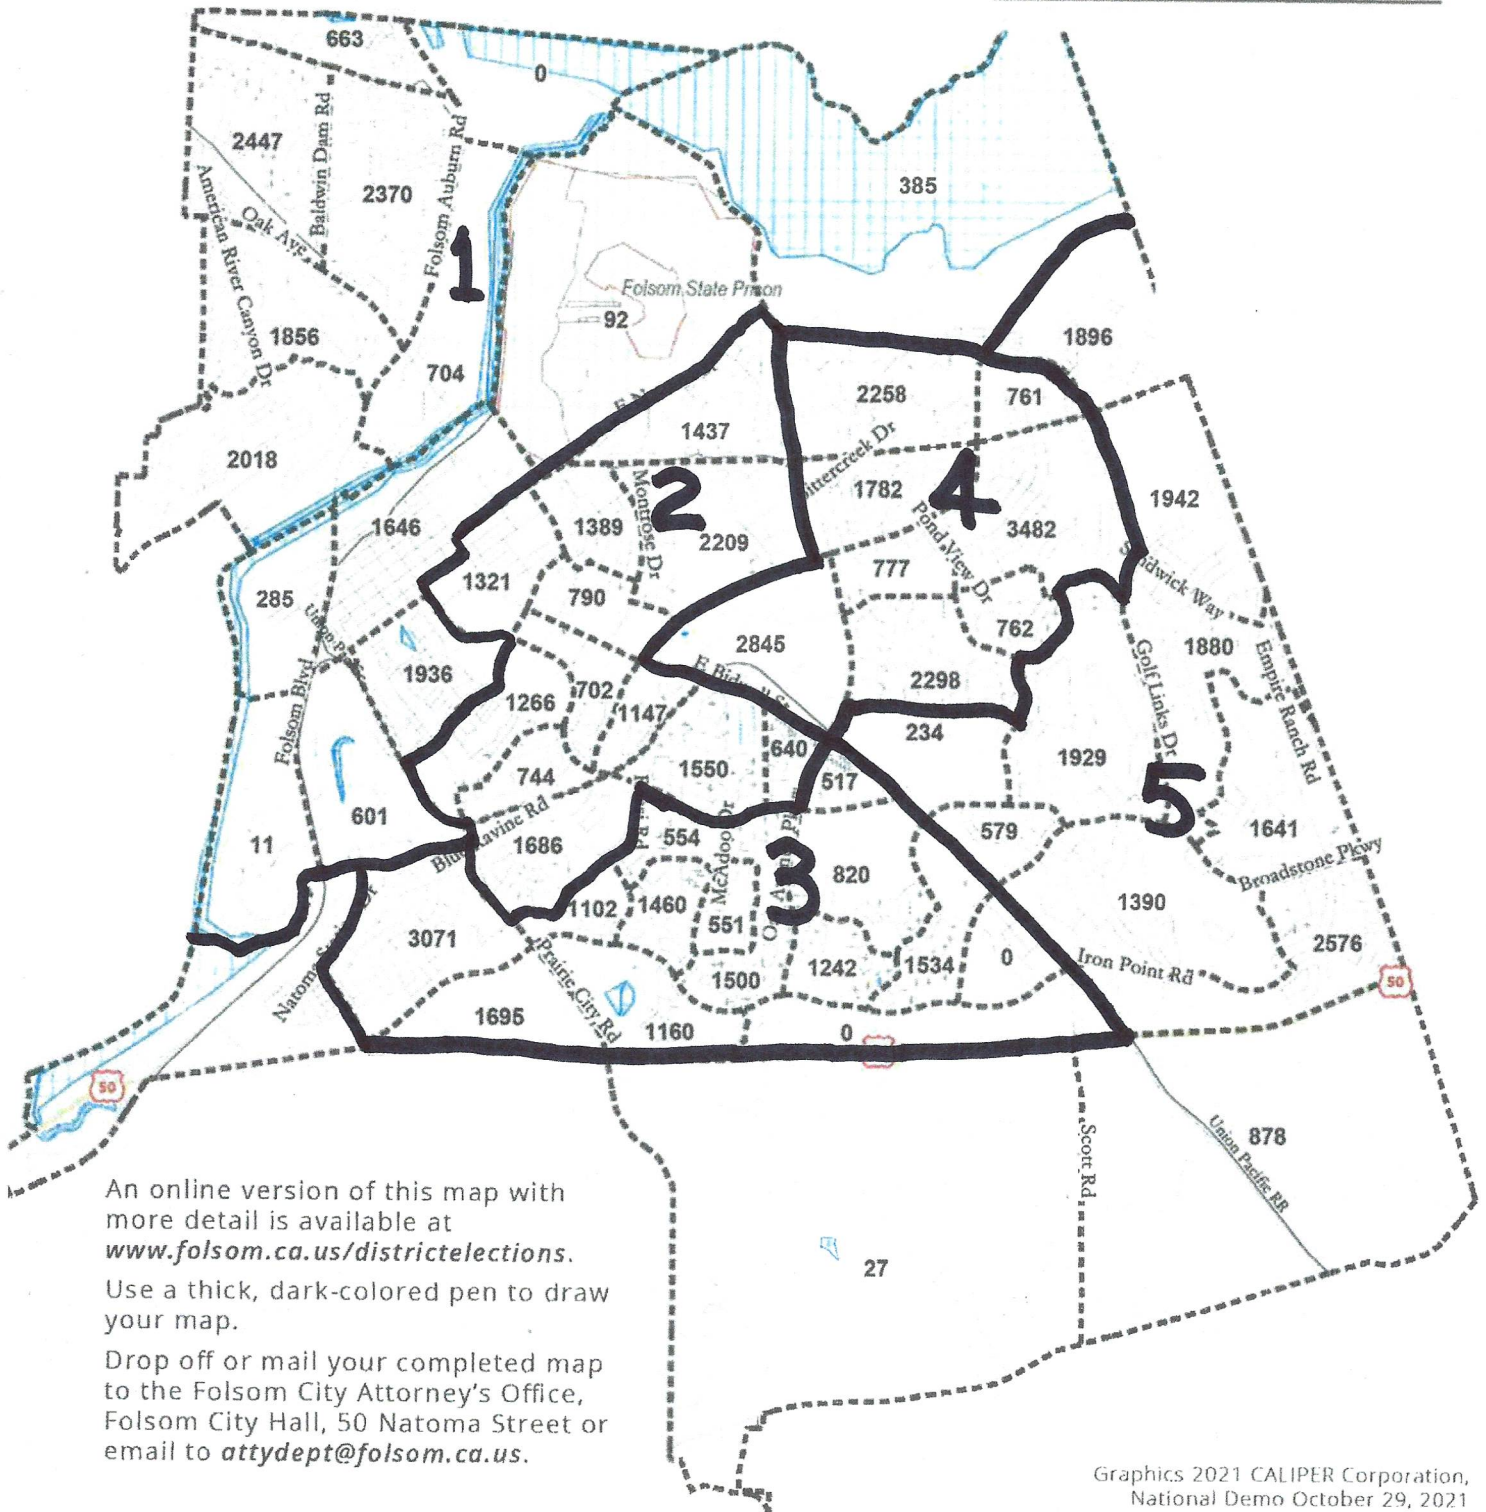 663
0
2447
Baldwin Dam Rd
2370
Folsom Auburn Rd
385
American River Canyon Dr
Oak Ave
1
Folsom State Prison
92
1856
704
1896
2258
761
1437
2018
2
Montrose Dr
1782
4
1942
1646
1389
2209
Pond View Dr
3482
777
1321
790
285
762
1880
Golf Links Dr
Empire Ranch Rd
2845
1936
1266
702
1147
2298
234
Folsom Blvd
640
1929
744
1550
517
5
601
11
1686
554
McAdoo Dr
3
820
579
1641
Broadstone Pkwy
1102
1460
551
1390
3071
1242
1534
0
Iron Point Rd
2576
1500
50
Prairie City Rd
1695
1160
0
50
Scott Rd
878
Union Pacific RR
27
An online version of this map with
more detail is available at
www.folsom.ca.us/districtelections.
Use a thick, dark-colored pen to draw
your map.
Drop off or mail your completed map
to the Folsom City Attorney's Office,
Folsom City Hall, 50 Natoma Street or
email to attydept@folsom.ca.us.
Graphics 2021 CALIPER Corporation,
National Demo October 29, 2021